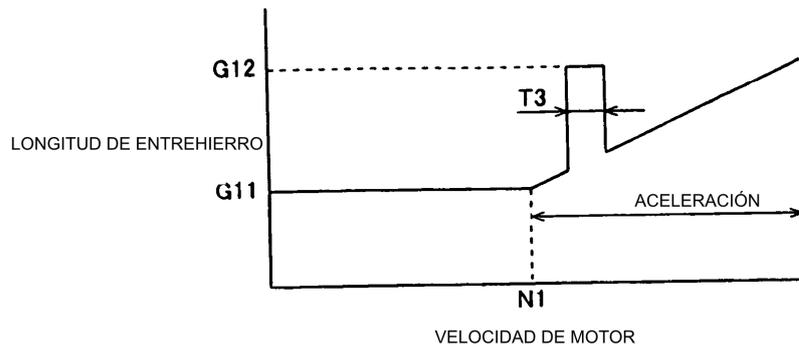 G12
T3
LONGITUD DE ENTREHIERRO
G11
ACELERACIÓN
N1
VELOCIDAD DE MOTOR